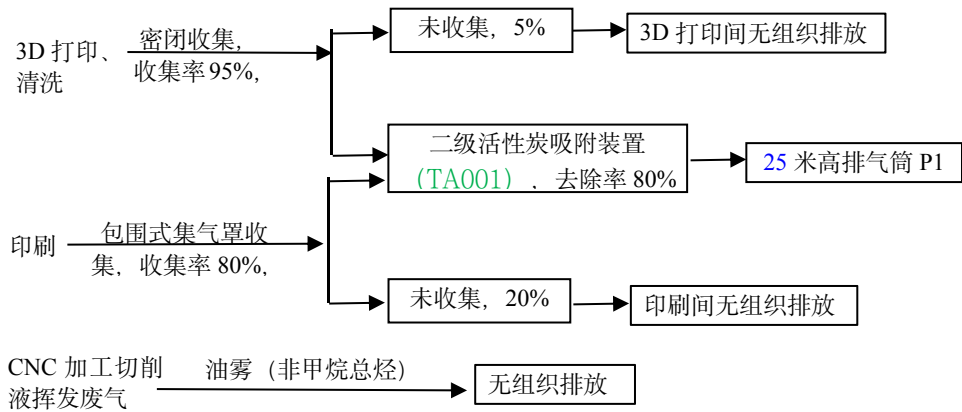 未收集，5%
3D 打印间无组织排放
3D 打印、
清洗
密闭收集，
收集率 95%，
二级活性炭吸附装置
(TA001) ，去除率 80%
25 米高排气筒 P1
印刷
包围式集气罩收
集，收集率 80%，
未收集，20%
印刷间无组织排放
CNC 加工切削
液挥发废气
油雾（非甲烷总烃）
无组织排放